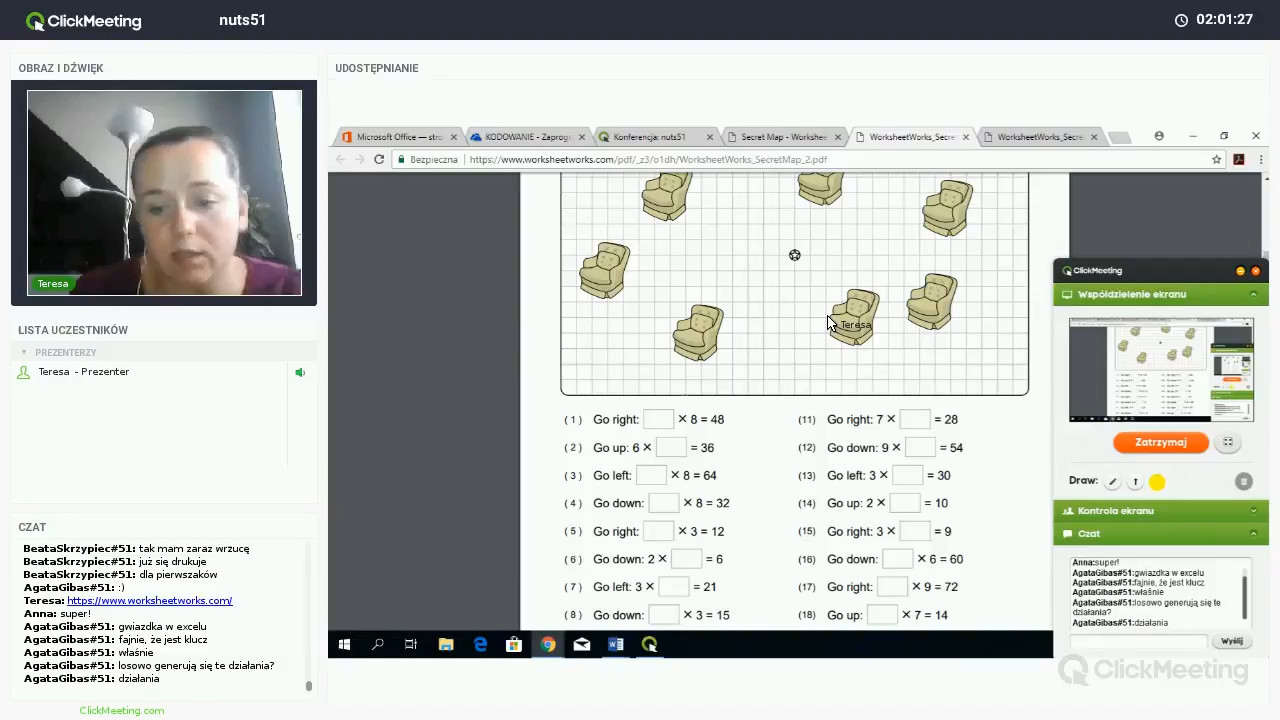 ClickMeeting
nuts51
02:01:27
OBRAZ I DŹWIĘK
Teresa
LISTA UCZESTNIKÓW
PREZENTERZY
Teresa - Prezenter
CZAT
BeataSkrzypiec#51: tak mam zaraz wrzucę
BeataSkrzypiec#51: już się drukuje
BeataSkrzypiec#51: dla pierwszaków
AgataGibas#51: :)
Teresa: https://www.worksheetworks.com/
Anna: super!
AgataGibas#51: gwiazdka w excelu
AgataGibas#51: fajnie, że jest klucz
AgataGibas#51: właśnie
AgataGibas#51: losowo generują się te działania?
AgataGibas#51: działania
ClickMeeting.com
UDOSTĘPNIANIE
Microsoft Office — stro
KODOWANIE - Zaprog
Konferencja: nuts51
Secret Map - Workshee
WorksheetWorks_Secre
WorksheetWorks_Secre
Bezpieczna
https://www.worksheetworks.com/pdf/_z3/o1dh/WorksheetWorks_SecretMap_2.pdf
Teresa
( 1 ) Go right: × 8 = 48
( 2 ) Go up: 6 × = 36
( 3 ) Go left: × 8 = 64
( 4 ) Go down: × 8 = 32
( 5 ) Go right: × 3 = 12
( 6 ) Go down: 2 × = 6
( 7 ) Go left: 3 × = 21
( 8 ) Go down: × 3 = 15
(11) Go right: 7 × = 28
(12) Go down: 9 × = 54
(13) Go left: 3 × = 30
(14) Go up: 2 × = 10
(15) Go right: 3 × = 9
(16) Go down: × 6 = 60
(17) Go right: × 9 = 72
(18) Go up: × 7 = 14
ClickMeeting
Współdzielenie ekranu
Zatrzymaj
Draw:
Kontrola ekranu
Czat
Anna:super!
AgataGibas#51:gwiazdka w excelu
AgataGibas#51:fajnie, że jest klucz
AgataGibas#51:właśnie
AgataGibas#51:losowo generują się te
działania?
AgataGibas#51:działania
Wyślij
ClickMeeting